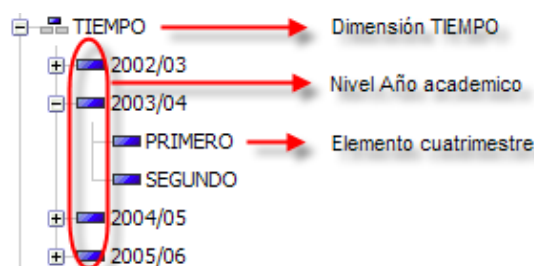 TIEMPO Dimensión TIEMPO
2002/03
Nivel Año academico
2003/04
PRIMERO Elemento cuatrimestre
SEGUNDO
2004/05
2005/06